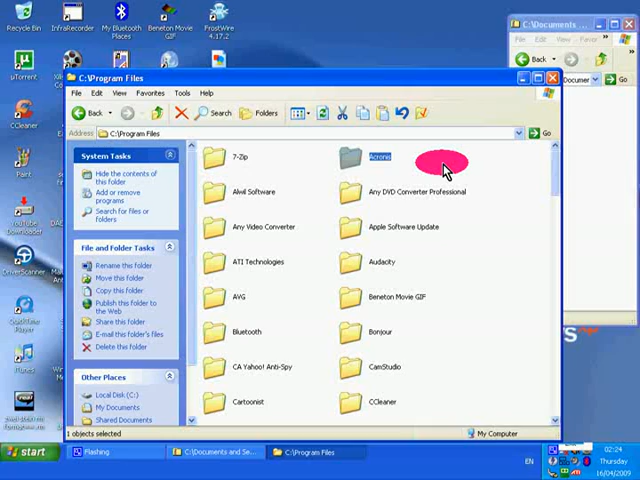 Recycle Bin
InfraRecorder
My Bluetooth Places
Beneton Movie GIF
FrostWire 4.17.2
uTorrent
CCleaner
Paint
YouTube Downloader
DriverScanner
QuickTime Player
iTunes
C:\Documents
File Edit View Favor
Back
C:\Program Files
File Edit View Favorites Tools Help
Back Search Folders
Address C:\Program Files Go
System Tasks
Hide the contents of this folder
Add or remove programs
Search for files or folders
File and Folder Tasks
Rename this folder
Move this folder
Copy this folder
Publish this folder to the Web
Share this folder
E-mail this folder's files
Delete this folder
Other Places
Local Disk (C:)
My Documents
Shared Documents
7-Zip
Acronis
Alwil Software
Any DVD Converter Professional
Any Video Converter
Apple Software Update
ATI Technologies
Audacity
AVG
Beneton Movie GIF
Bluetooth
Bonjour
CA Yahoo! Anti-Spy
CamStudio
Cartoonist
CCleaner
1 objects selected
My Computer
start
Flashing
C:\Documents and Se...
C:\Program Files
EN
02:24
Thursday
16/04/2009